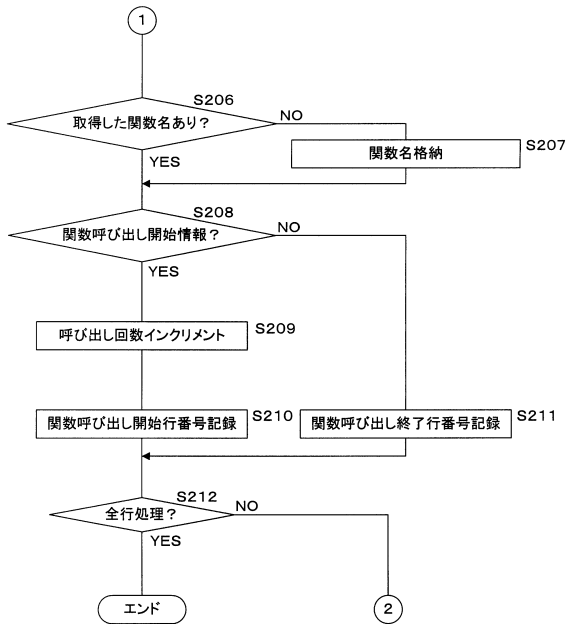 1
S206
取得した関数名あり?
NO
YES
関数名格納
S207
S208
関数呼び出し開始情報?
NO
YES
呼び出し回数インクリメント
S209
関数呼び出し開始行番号記録
S210
関数呼び出し終了行番号記録
S211
S212
全行処理?
NO
YES
エンド
2